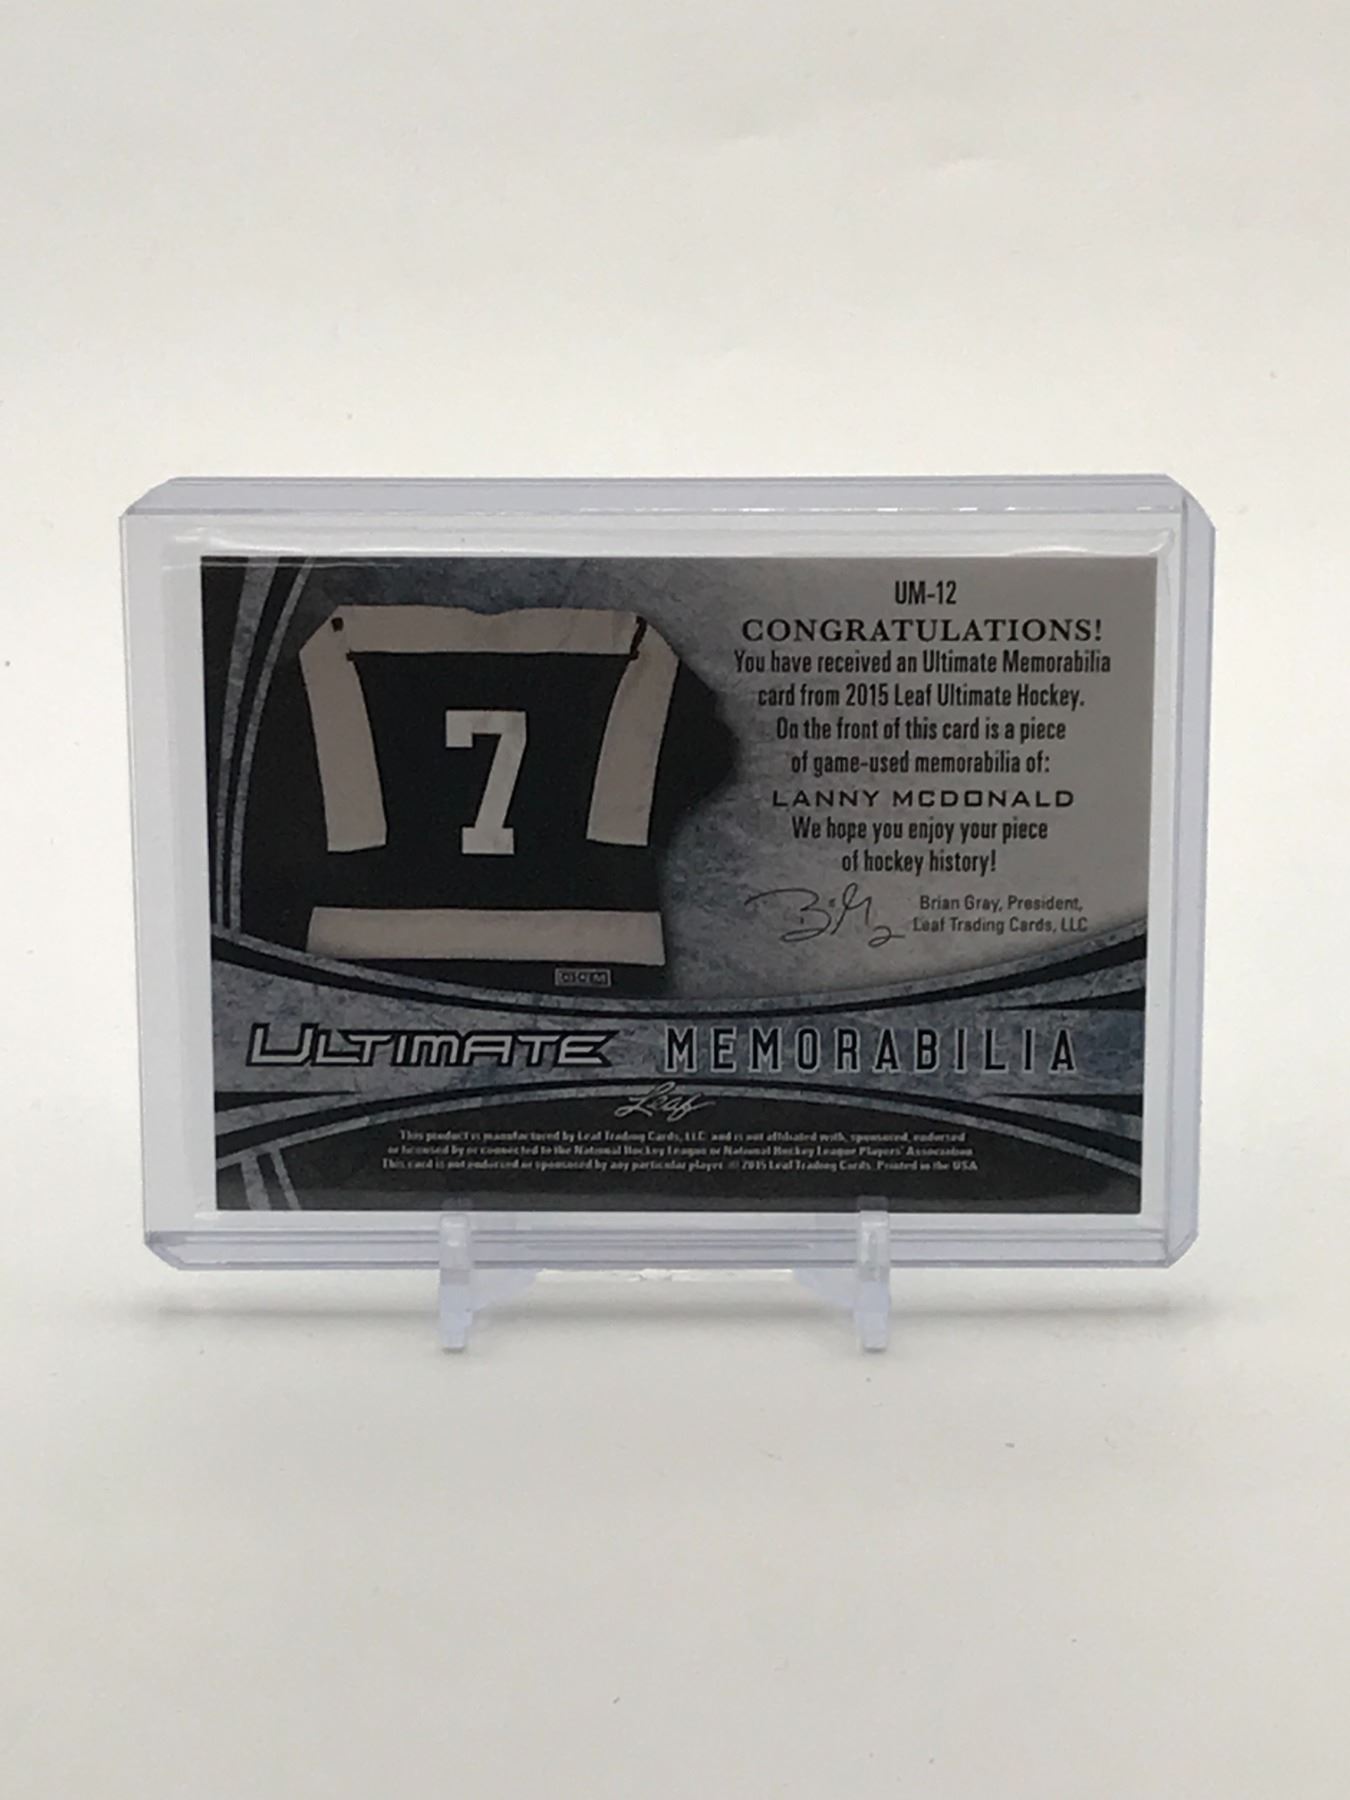 7
CCM
UM-12
CONGRATULATIONS!
You have received an Ultimate Memorabilia
card from 2015 Leaf Ultimate Hockey.
On the front of this card is a piece
of game-used memorabilia of:
LANNY MCDONALD
We hope you enjoy your piece
of hockey history!
Brian Gray, President,
Leaf Trading Cards, LLC
ULTIMATE MEMORABILIA
Leaf
This product is manufactured by Leaf Trading Cards, LLC and is not affiliated with, sponsored, endorsed
or licensed by or connected to the National Hockey League or National Hockey League Players' Association
This card is not endorsed or sponsored by any particular player © 2015 Leaf Trading Cards. Printed in the USA